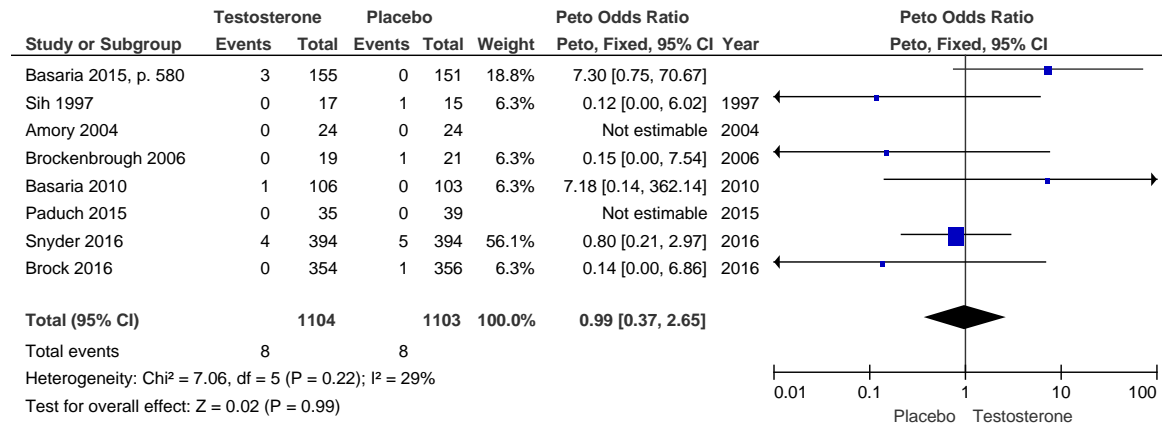 Testosterone Placebo Peto Odds Ratio Peto Odds Ratio
Study or Subgroup Events Total Events Total Weight Peto, Fixed, 95% CI Year Peto, Fixed, 95% CI
Basaria 2015, p. 580 3 155 0 151 18.8% 7.30 [0.75, 70.67]
Sih 1997 0 17 1 15 6.3% 0.12 [0.00, 6.02] 1997
Amory 2004 0 24 0 24 Not estimable 2004
Brockenbrough 2006 0 19 1 21 6.3% 0.15 [0.00, 7.54] 2006
Basaria 2010 1 106 0 103 6.3% 7.18 [0.14, 362.14] 2010
Paduch 2015 0 35 0 39 Not estimable 2015
Snyder 2016 4 394 5 394 56.1% 0.80 [0.21, 2.97] 2016
Brock 2016 0 354 1 356 6.3% 0.14 [0.00, 6.86] 2016
Total (95% CI) 1104 1103 100.0% 0.99 [0.37, 2.65]
Total events 8 8
Heterogeneity: Chi² = 7.06, df = 5 (P = 0.22); I² = 29%
Test for overall effect: Z = 0.02 (P = 0.99)
0.01 0.1 1 10 100
Placebo Testosterone